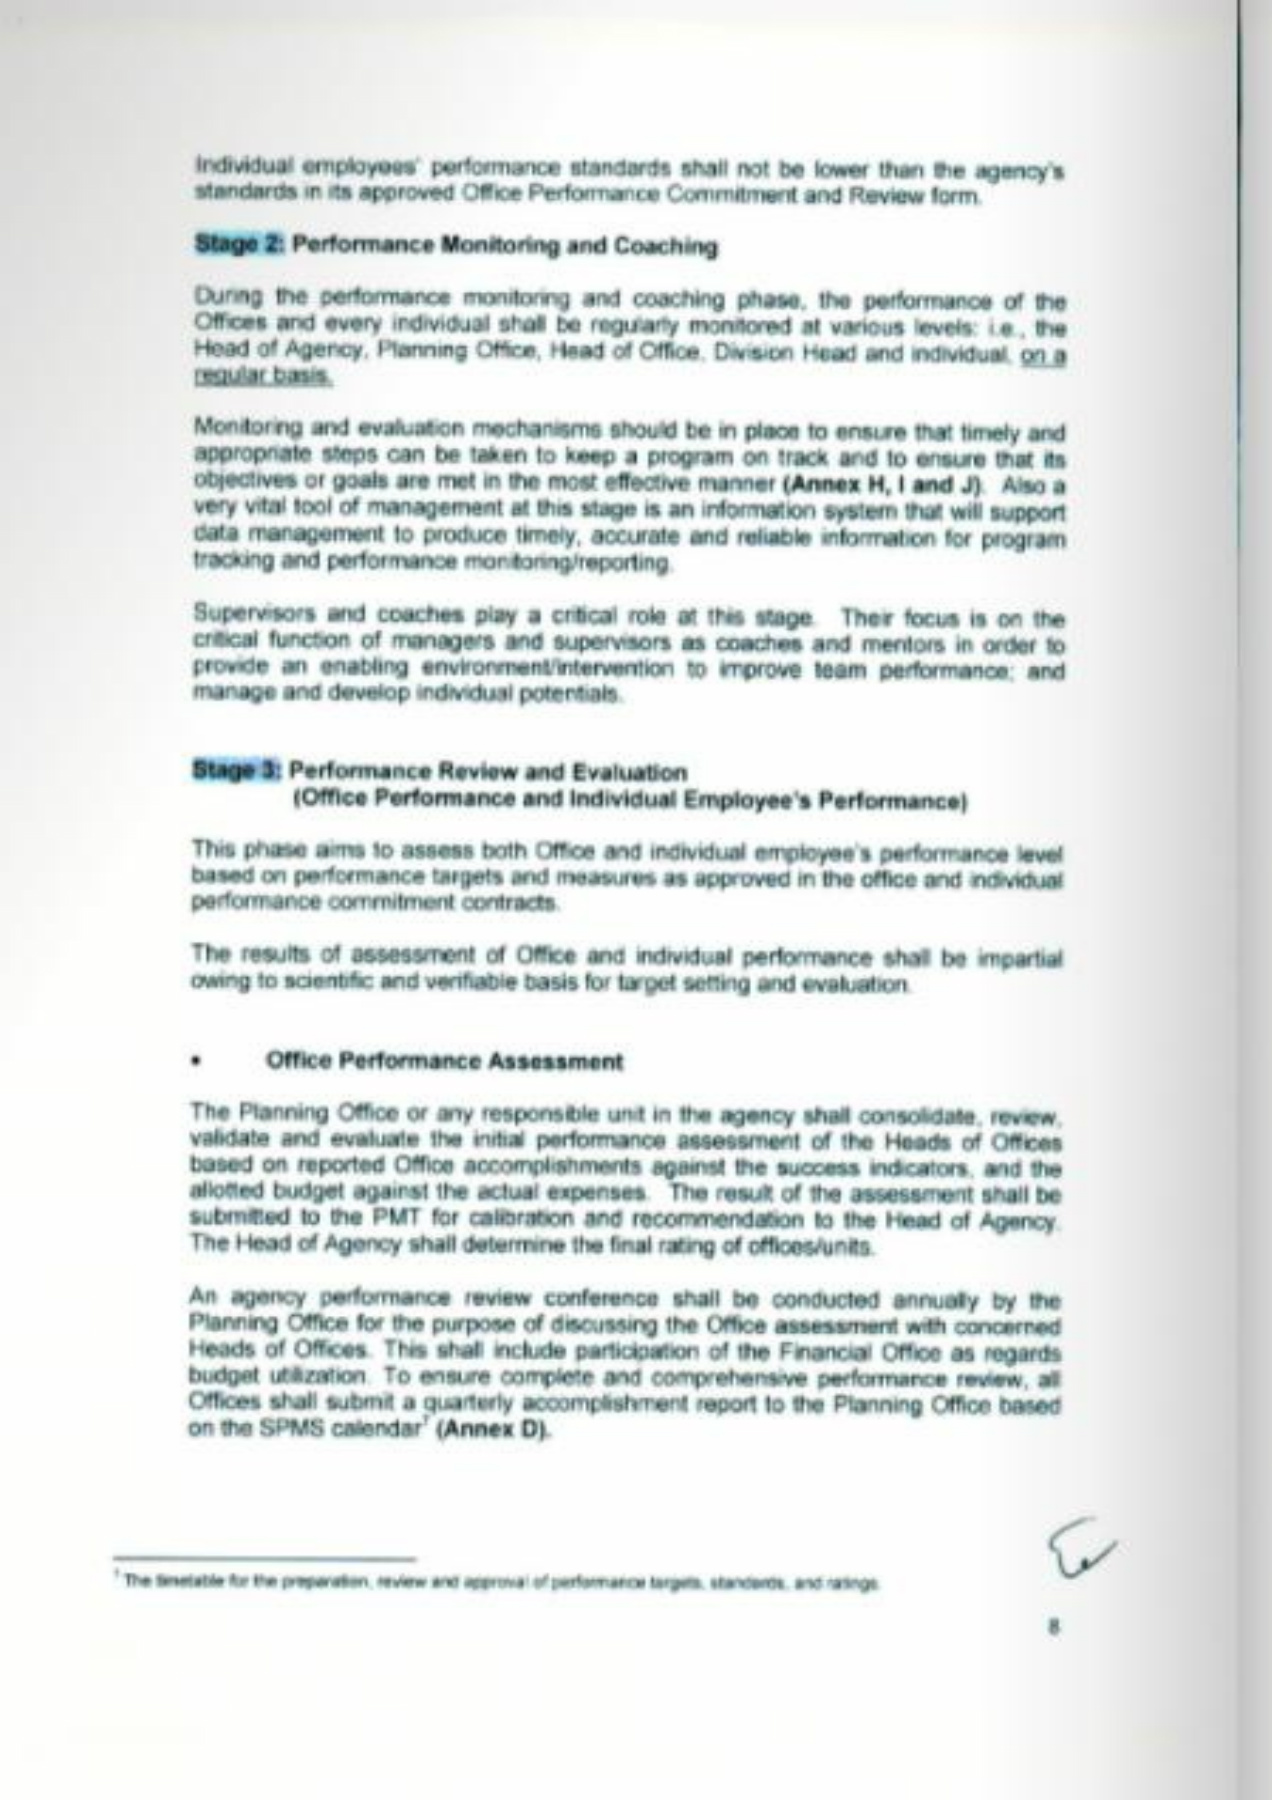 Individual employees' performance standards shall not be lower than the agency's
standards in its approved Office Performance Commitment and Review form.
Stage 2: Performance Monitoring and Coaching
During the performance monitoring and coaching phase, the performance of the
Offices and every individual shall be regularly monitored at various levels: i.e., the
Head of Agency, Planning Office, Head of Office, Division Head and individual, on a
regular basis.
Monitoring and evaluation mechanisms should be in place to ensure that timely and
appropriate steps can be taken to keep a program on track and to ensure that its
objectives or goals are met in the most effective manner (Annex H, I and J). Also a
very vital tool of management at this stage is an information system that will support
data management to produce timely, accurate and reliable information for program
tracking and performance monitoring/reporting.
Supervisors and coaches play a critical role at this stage. Their focus is on the
critical function of managers and supervisors as coaches and mentors in order to
provide an enabling environment/intervention to improve team performance; and
manage and develop individual potentials.
Stage 3: Performance Review and Evaluation
(Office Performance and Individual Employee's Performance)
This phase aims to assess both Office and individual employee's performance level
based on performance targets and measures as approved in the office and individual
performance commitment contracts.
The results of assessment of Office and individual performance shall be impartial
owing to scientific and verifiable basis for target setting and evaluation.
• Office Performance Assessment
The Planning Office or any responsible unit in the agency shall consolidate, review,
validate and evaluate the initial performance assessment of the Heads of Offices
based on reported Office accomplishments against the success indicators, and the
allotted budget against the actual expenses. The result of the assessment shall be
submitted to the PMT for calibration and recommendation to the Head of Agency.
The Head of Agency shall determine the final rating of offices/units.
An agency performance review conference shall be conducted annually by the
Planning Office for the purpose of discussing the Office assessment with concerned
Heads of Offices. This shall include participation of the Financial Office as regards
budget utilization. To ensure complete and comprehensive performance review, all
Offices shall submit a quarterly accomplishment report to the Planning Office based
on the SPMS calendar⁷ (Annex D).
⁷ The timetable for the preparation, review and approval of performance targets, standards, and ratings.
8